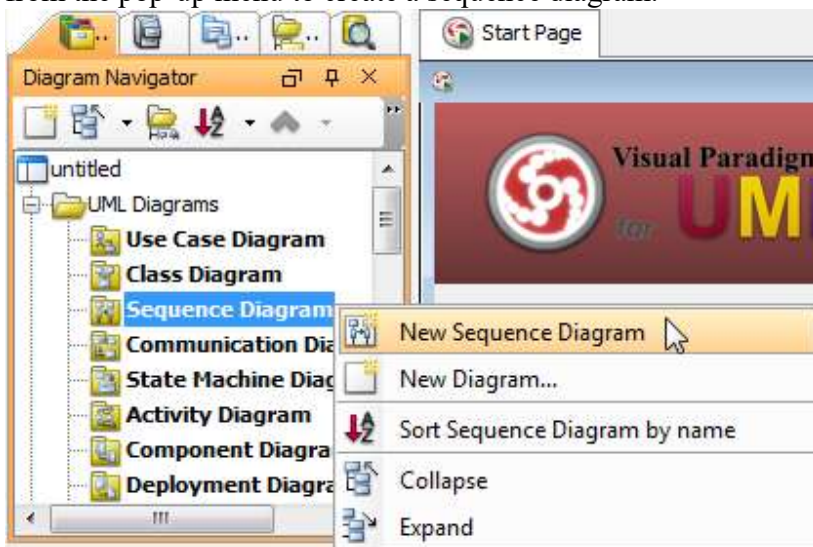 from the pop-up menu to create a sequence diagram.
Start Page
Diagram Navigator
untitled
UML Diagrams
Use Case Diagram
Class Diagram
Sequence Diagram
Communication Dia
State Machine Diag
Activity Diagram
Component Diagra
Deployment Diagra
Visual Paradigm
for UM
New Sequence Diagram
New Diagram...
Sort Sequence Diagram by name
Collapse
Expand